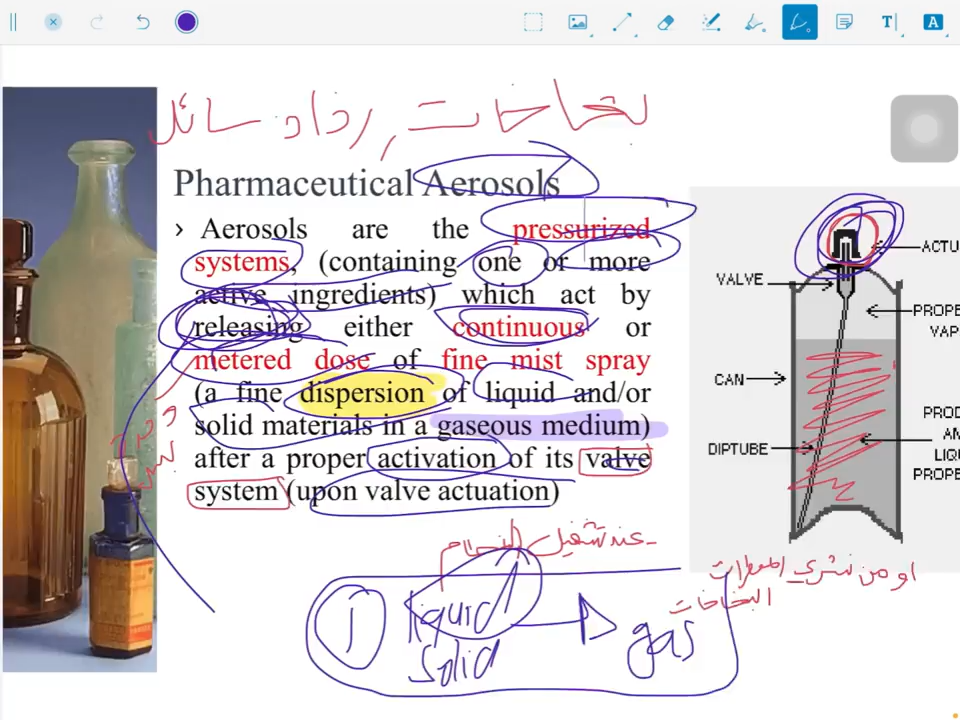 بخاخات, رذاذ سائل
Pharmaceutical Aerosols
› Aerosols are the pressurized
systems, (containing one or more
active ingredients) which act by
releasing either continuous or
metered dose of fine mist spray
(a fine dispersion of liquid and/or
solid materials in a gaseous medium)
after a proper activation of its valve
system (upon valve actuation)
عند تشغيل النظام
او من نشري المعطرات
البخاخات
1 liquid → gas
solid
ACTU
VALVE
PROPE
VAP
CAN
PROD
AN
DIPTUBE
LIQU
PROPE
T
A